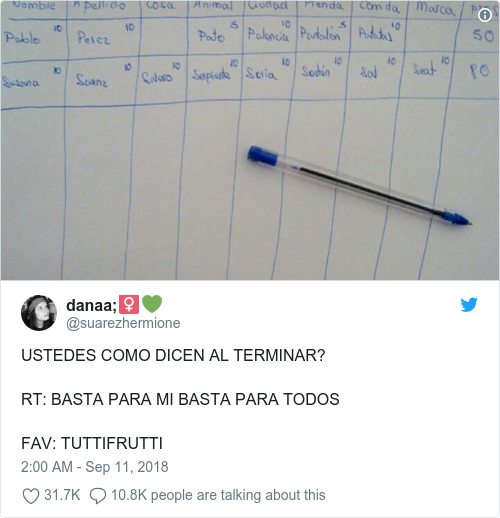 Nombre Apellido Cosa Animal Ciudad Prenda Comida Marca
Pablo 10 Perez 10 Pato 5 Palencia 10 Pantalón 5 Patatas 10 50
Susana 10 Saenz 10 10 Serpiente 10 Soria 10 10 Sal 10 Seat 10 80
danaa;
@suarezhermione
USTEDES COMO DICEN AL TERMINAR?
RT: BASTA PARA MI BASTA PARA TODOS
FAV: TUTTIFRUTTI
2:00 AM - Sep 11, 2018
31.7K 10.8K people are talking about this